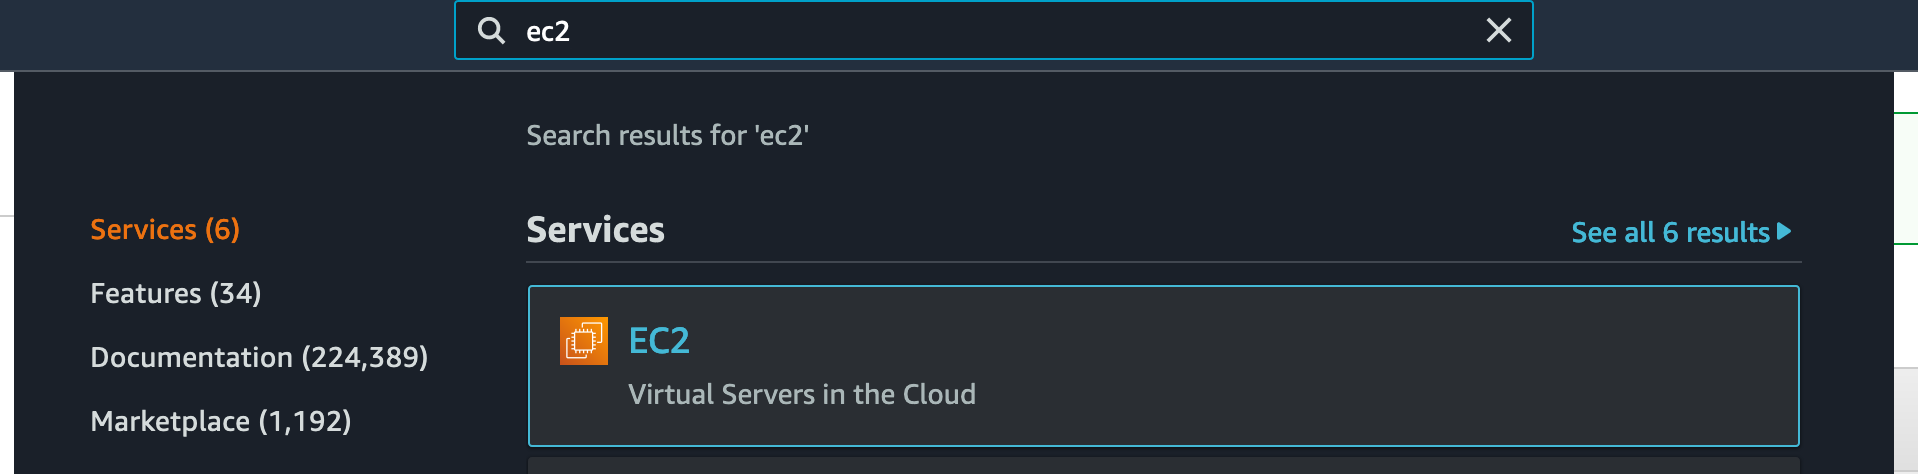 ec2
Search results for 'ec2'
Services (6)
Features (34)
Documentation (224,389)
Marketplace (1,192)
Services
See all 6 results
EC2
Virtual Servers in the Cloud